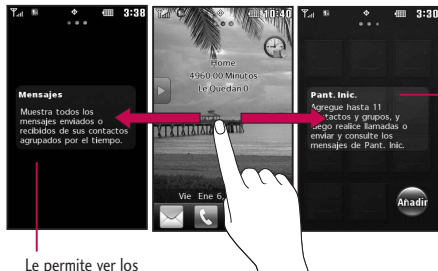 3:38
Mensajes
Muestra todos los
mensajes enviados o
recibidos de sus contactos
agrupados por el tiempo.
10:40
Home
4960.00 Minutos
Le Quedan 0
Vie Ene 6,
3:30
Pant. Inic.
Agregue hasta 11
contactos y grupos, y
luego realice llamadas o
enviar y consulte los
mensajes de Pant. Inic.
Añadir
Le permite ver los